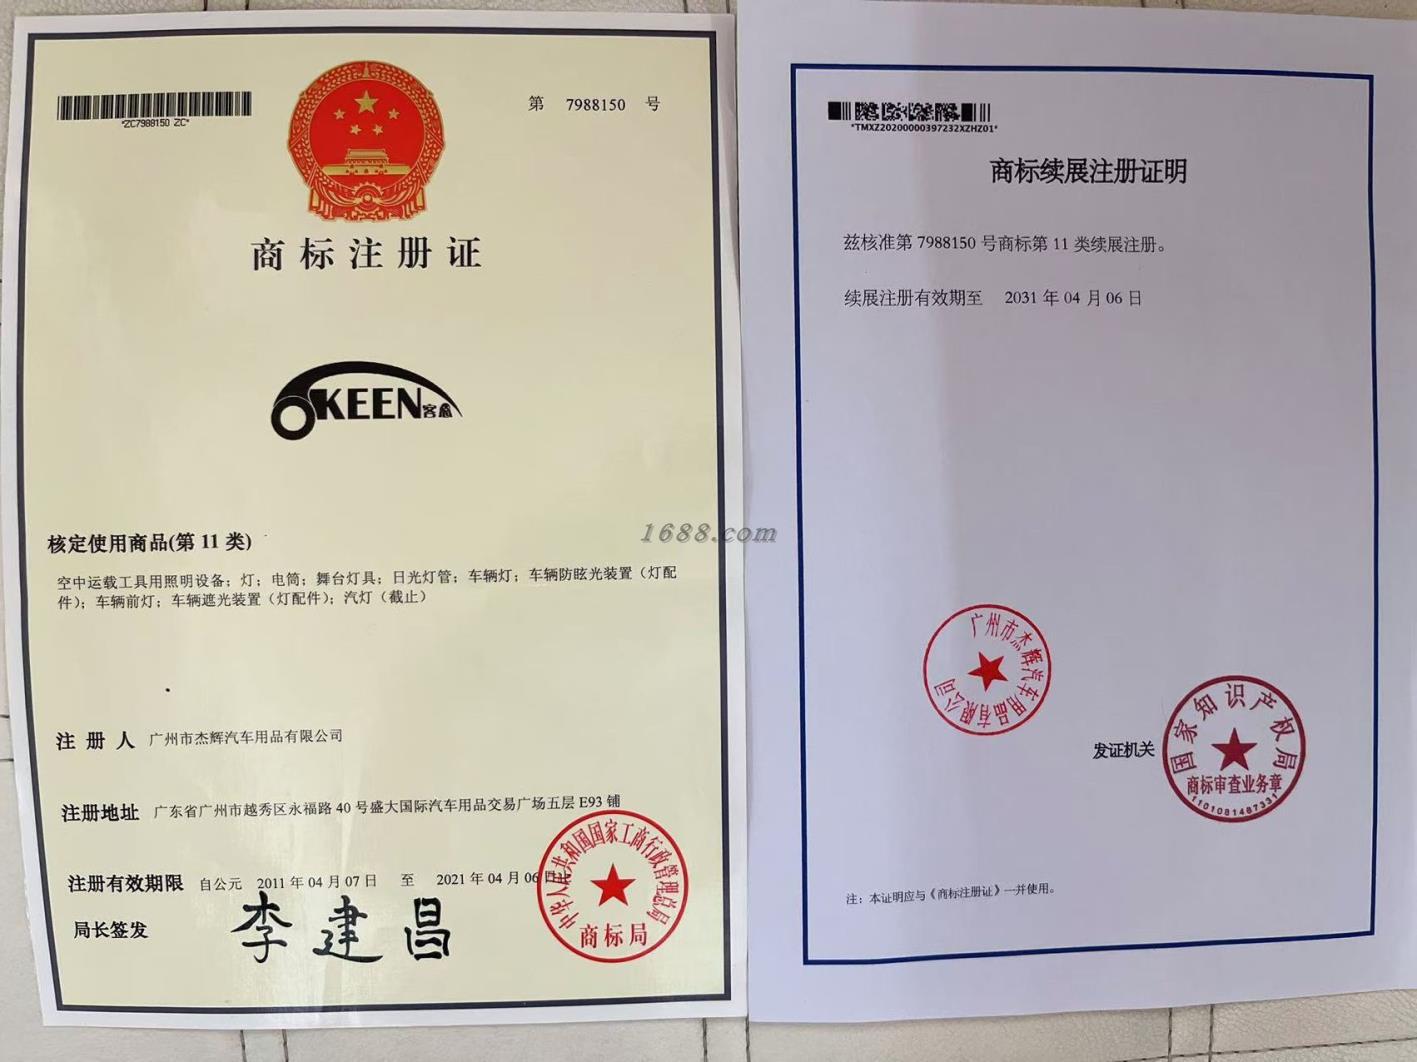 *ZC7988150 ZC*
第 7988150 号
商标注册证
KEEN客鑫
核定使用商品(第 11 类)
空中运载工具用照明设备；灯；电筒；舞台灯具；日光灯管；车辆灯；车辆防眩光装置（灯配
件）；车辆前灯；车辆遮光装置（灯配件）；汽灯（截止）
注 册 人 广州市杰辉汽车用品有限公司
注册地址 广东省广州市越秀区永福路 40 号盛大国际汽车用品交易广场五层 E93 铺
注册有效期限 自公元 2011 年 04 月 07 日 至 2021 年 04 月 06 日止
局长签发 李建昌
中华人民共和国国家工商行政管理总局
商标局
1688.com
*TMXZ20200000397232XZHZ01*
商标续展注册证明
兹核准第 7988150 号商标第 11 类续展注册。
续展注册有效期至 2031 年 04 月 06 日
广州市杰辉汽车用品有限公司
发证机关
国家知识产权局
商标审查业务章
1101081487331
注：本证明应与《商标注册证》一并使用。